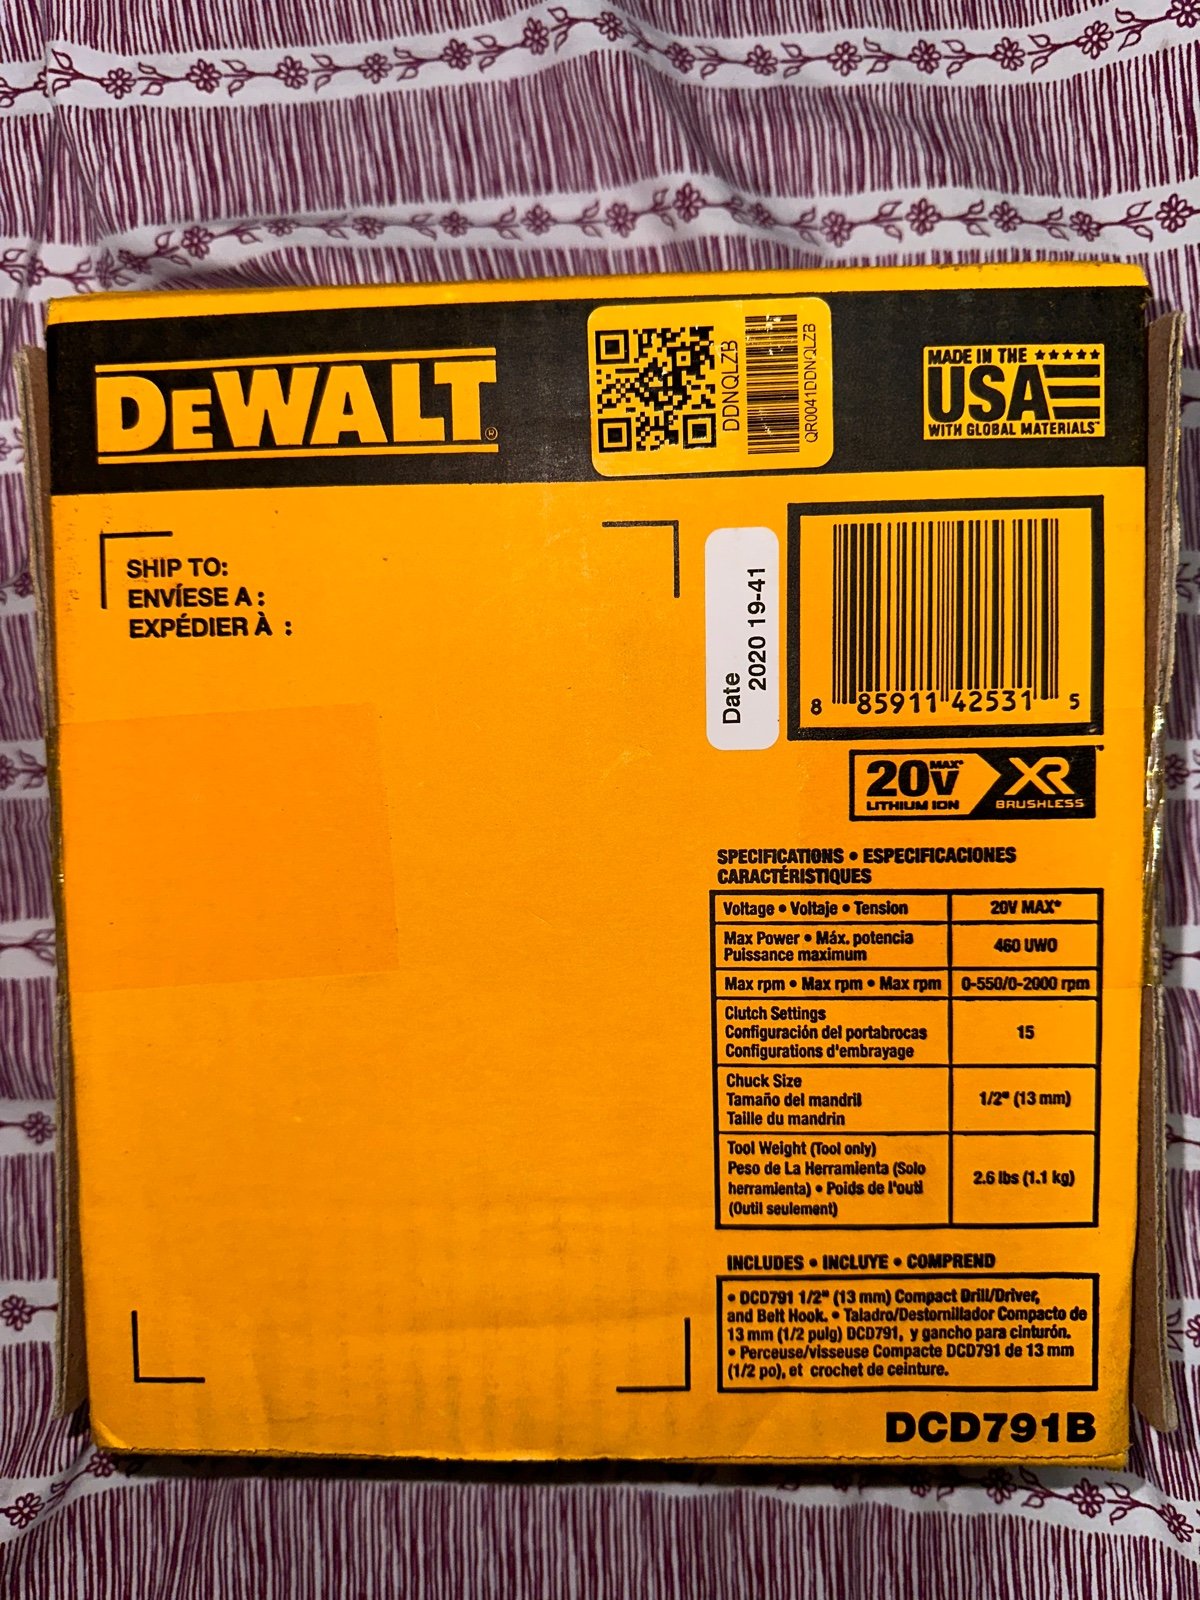 DEWALT®
DDNQLZB
QR0041DDNQLZB
MADE IN THE ★★★★★
USA
WITH GLOBAL MATERIALS™
SHIP TO:
ENVÍESE A :
EXPÉDIER À :
Date
2020 19-41
8 85911 42531 5
20V MAX*
LITHIUM ION
XR
BRUSHLESS
SPECIFICATIONS • ESPECIFICACIONES
CARACTÉRISTIQUES
Voltage • Voltaje • Tension 20V MAX*
Max Power • Máx. potencia
Puissance maximum
460 UWO
Max rpm • Max rpm • Max rpm 0-550/0-2000 rpm
Clutch Settings
Configuración del portabrocas
Configurations d'embrayage
15
Chuck Size
Tamaño del mandril
Taille du mandrin
1/2" (13 mm)
Tool Weight (Tool only)
Peso de La Herramienta (Solo
herramienta) • Poids de l'outil
(Outil seulement)
2.6 lbs (1.1 kg)
INCLUDES • INCLUYE • COMPREND
• DCD791 1/2" (13 mm) Compact Drill/Driver,
and Belt Hook. • Taladro/Destornillador Compacto de
13 mm (1/2 pulg) DCD791, y gancho para cinturón.
• Perceuse/visseuse Compacte DCD791 de 13 mm
(1/2 po), et crochet de ceinture.
DCD791B